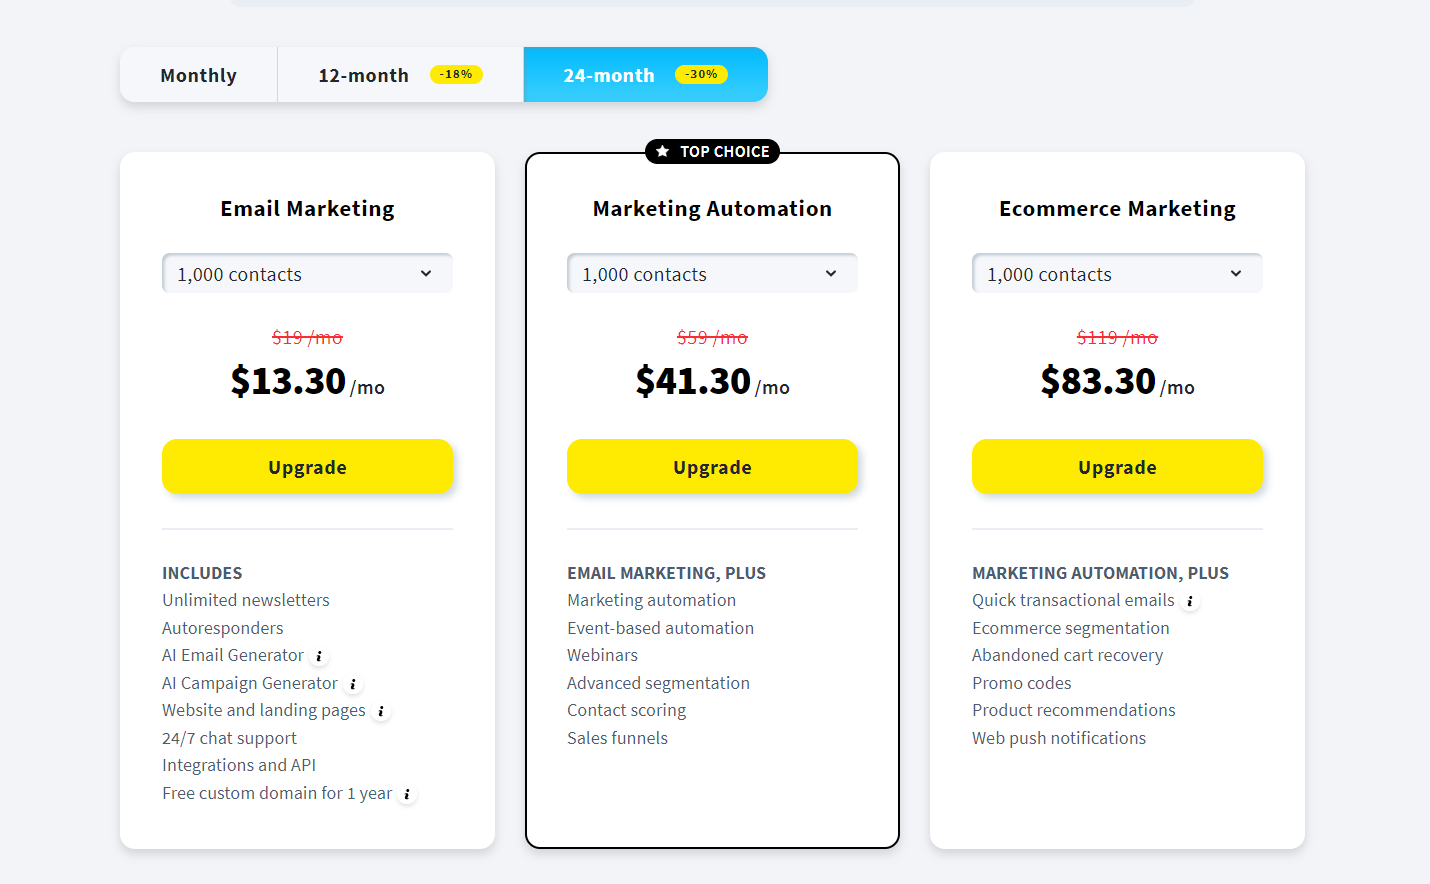 Monthly
12-month -18%
24-month -30%
TOP CHOICE
Email Marketing
1,000 contacts
$19 /mo
$13.30 /mo
Upgrade
INCLUDES
Unlimited newsletters
Autoresponders
AI Email Generator i
AI Campaign Generator i
Website and landing pages i
24/7 chat support
Integrations and API
Free custom domain for 1 year i
Marketing Automation
1,000 contacts
$59 /mo
$41.30 /mo
Upgrade
EMAIL MARKETING, PLUS
Marketing automation
Event-based automation
Webinars
Advanced segmentation
Contact scoring
Sales funnels
Ecommerce Marketing
1,000 contacts
$119 /mo
$83.30 /mo
Upgrade
MARKETING AUTOMATION, PLUS
Quick transactional emails i
Ecommerce segmentation
Abandoned cart recovery
Promo codes
Product recommendations
Web push notifications